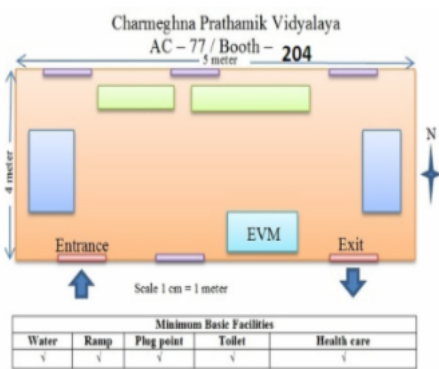 Charmeghna Prathamik Vidyalaya
AC – 77 / Booth – 204
5 meter
4 meter
N
EVM
Entrance
Exit
Scale 1 cm = 1 meter
Minimum Basic Facilities
Water Ramp Plug point Toilet Health care
√ √ √ √ √